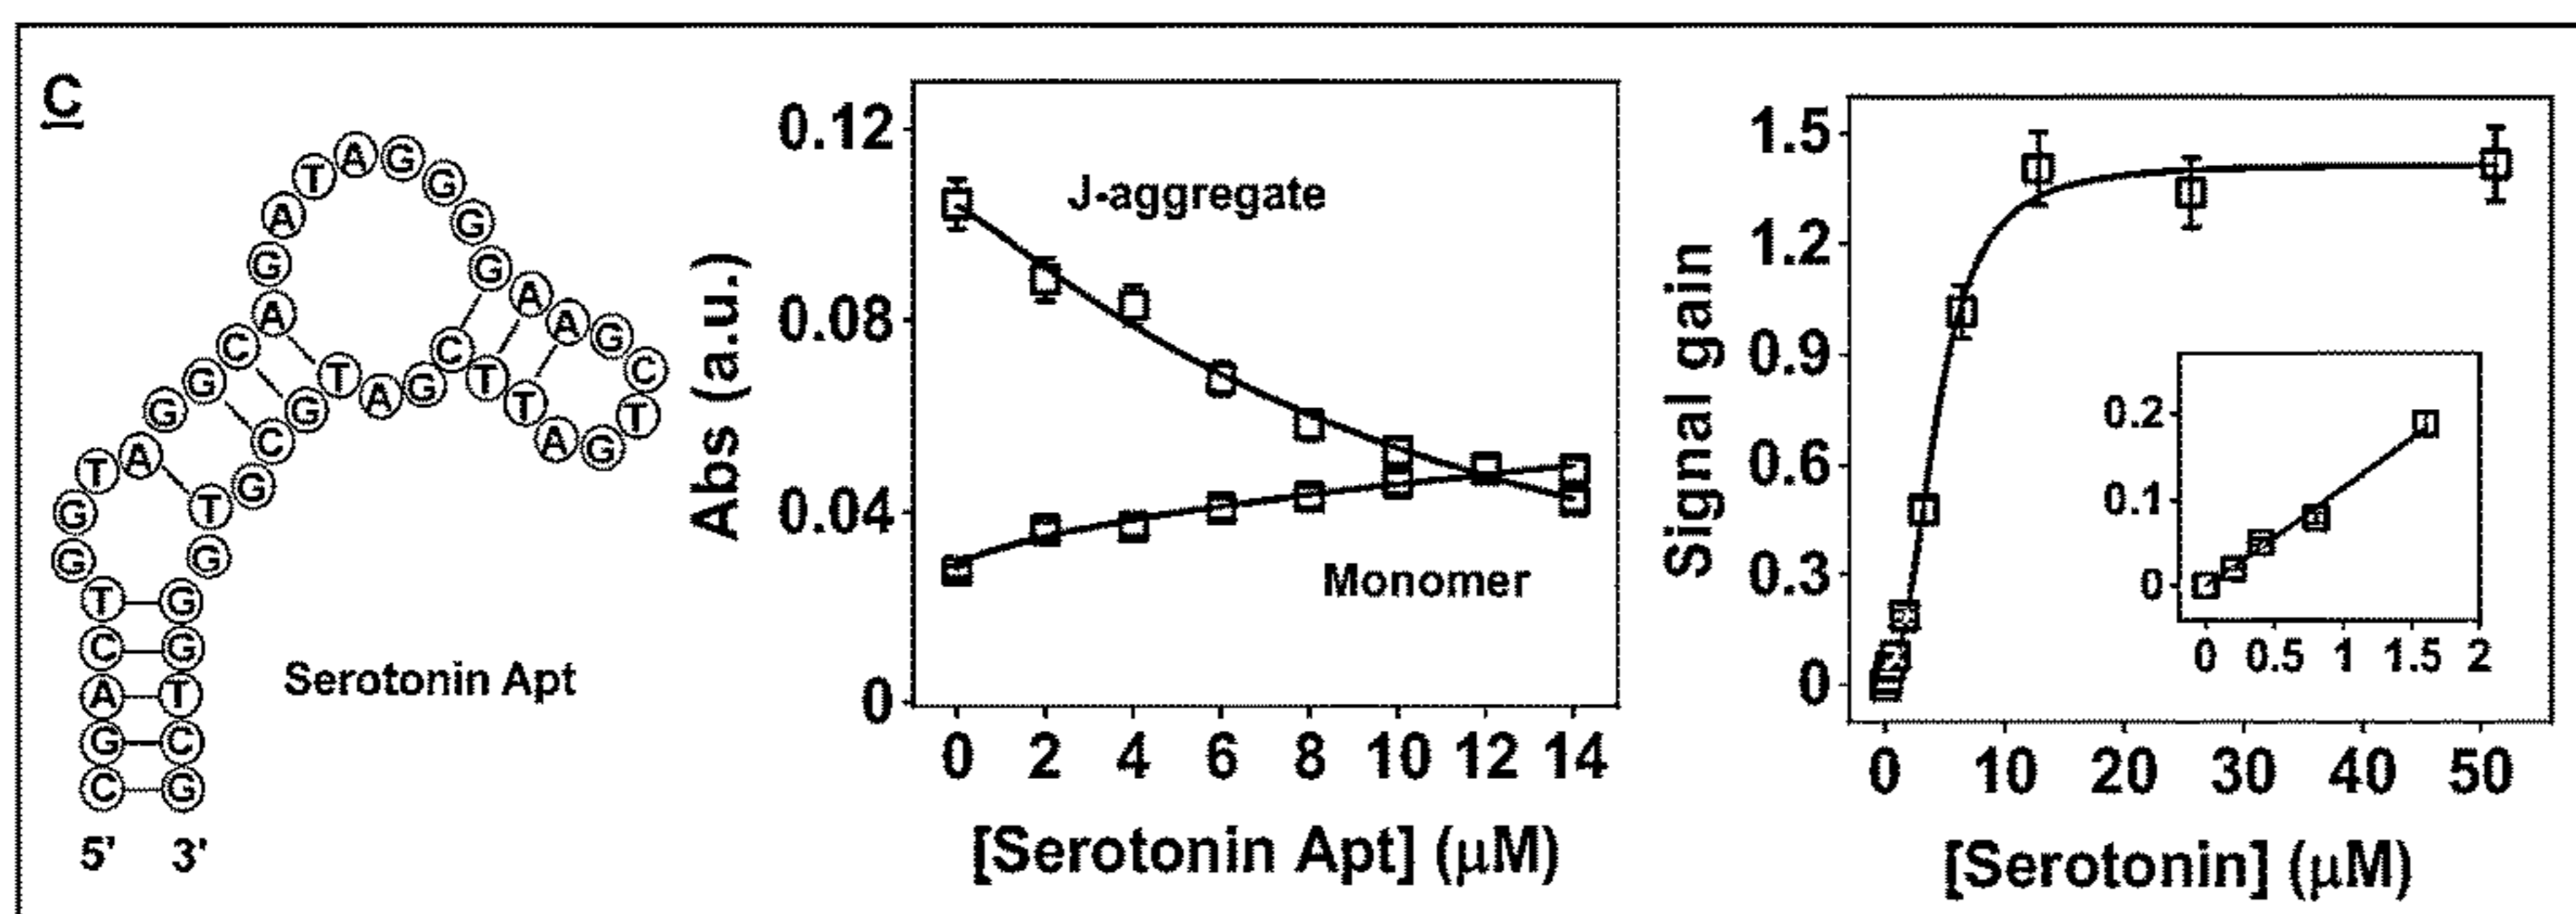 C
C G A C T G G T A G G C A G A T A G G G G A A G C T G A T T C G A T G C G T G G G T C G
5' 3'
Serotonin Apt
Abs (a.u.)
0.12
0.08
0.04
0
J-aggregate
Monomer
0 2 4 6 8 10 12 14
[Serotonin Apt] (μM)
Signal gain
1.5
1.2
0.9
0.6
0.3
0
0.2
0.1
0
0 0.5 1 1.5 2
0 10 20 30 40 50
[Serotonin] (μM)